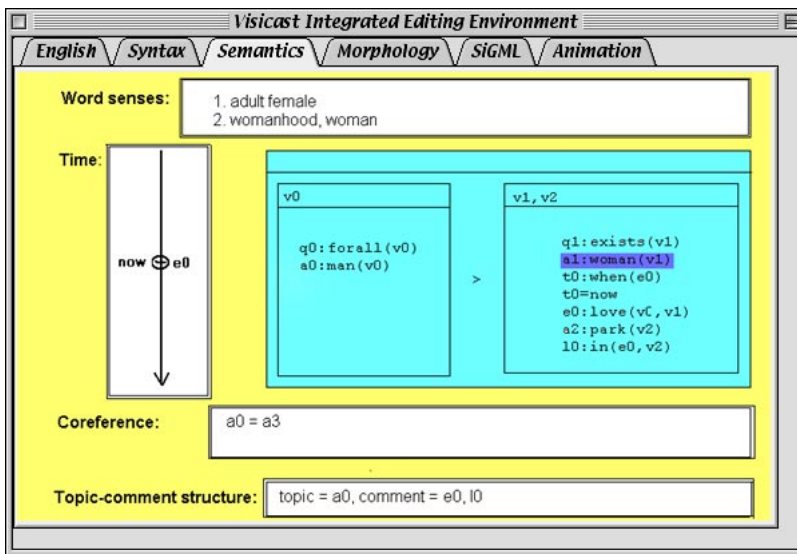 Visicast Integrated Editing Environment
English Syntax Semantics Morphology SiGML Animation
Word senses:
1. adult female
2. womanhood, woman
Time:
now e0
v0
q0:forall(v0)
a0:man(v0)
>
v1,v2
q1:exists(v1)
a1:woman(v1)
t0:when(e0)
t0=now
e0:love(v0,v1)
a2:park(v2)
l0:in(e0,v2)
Coreference:
a0 = a3
Topic-comment structure:
topic = a0, comment = e0, l0